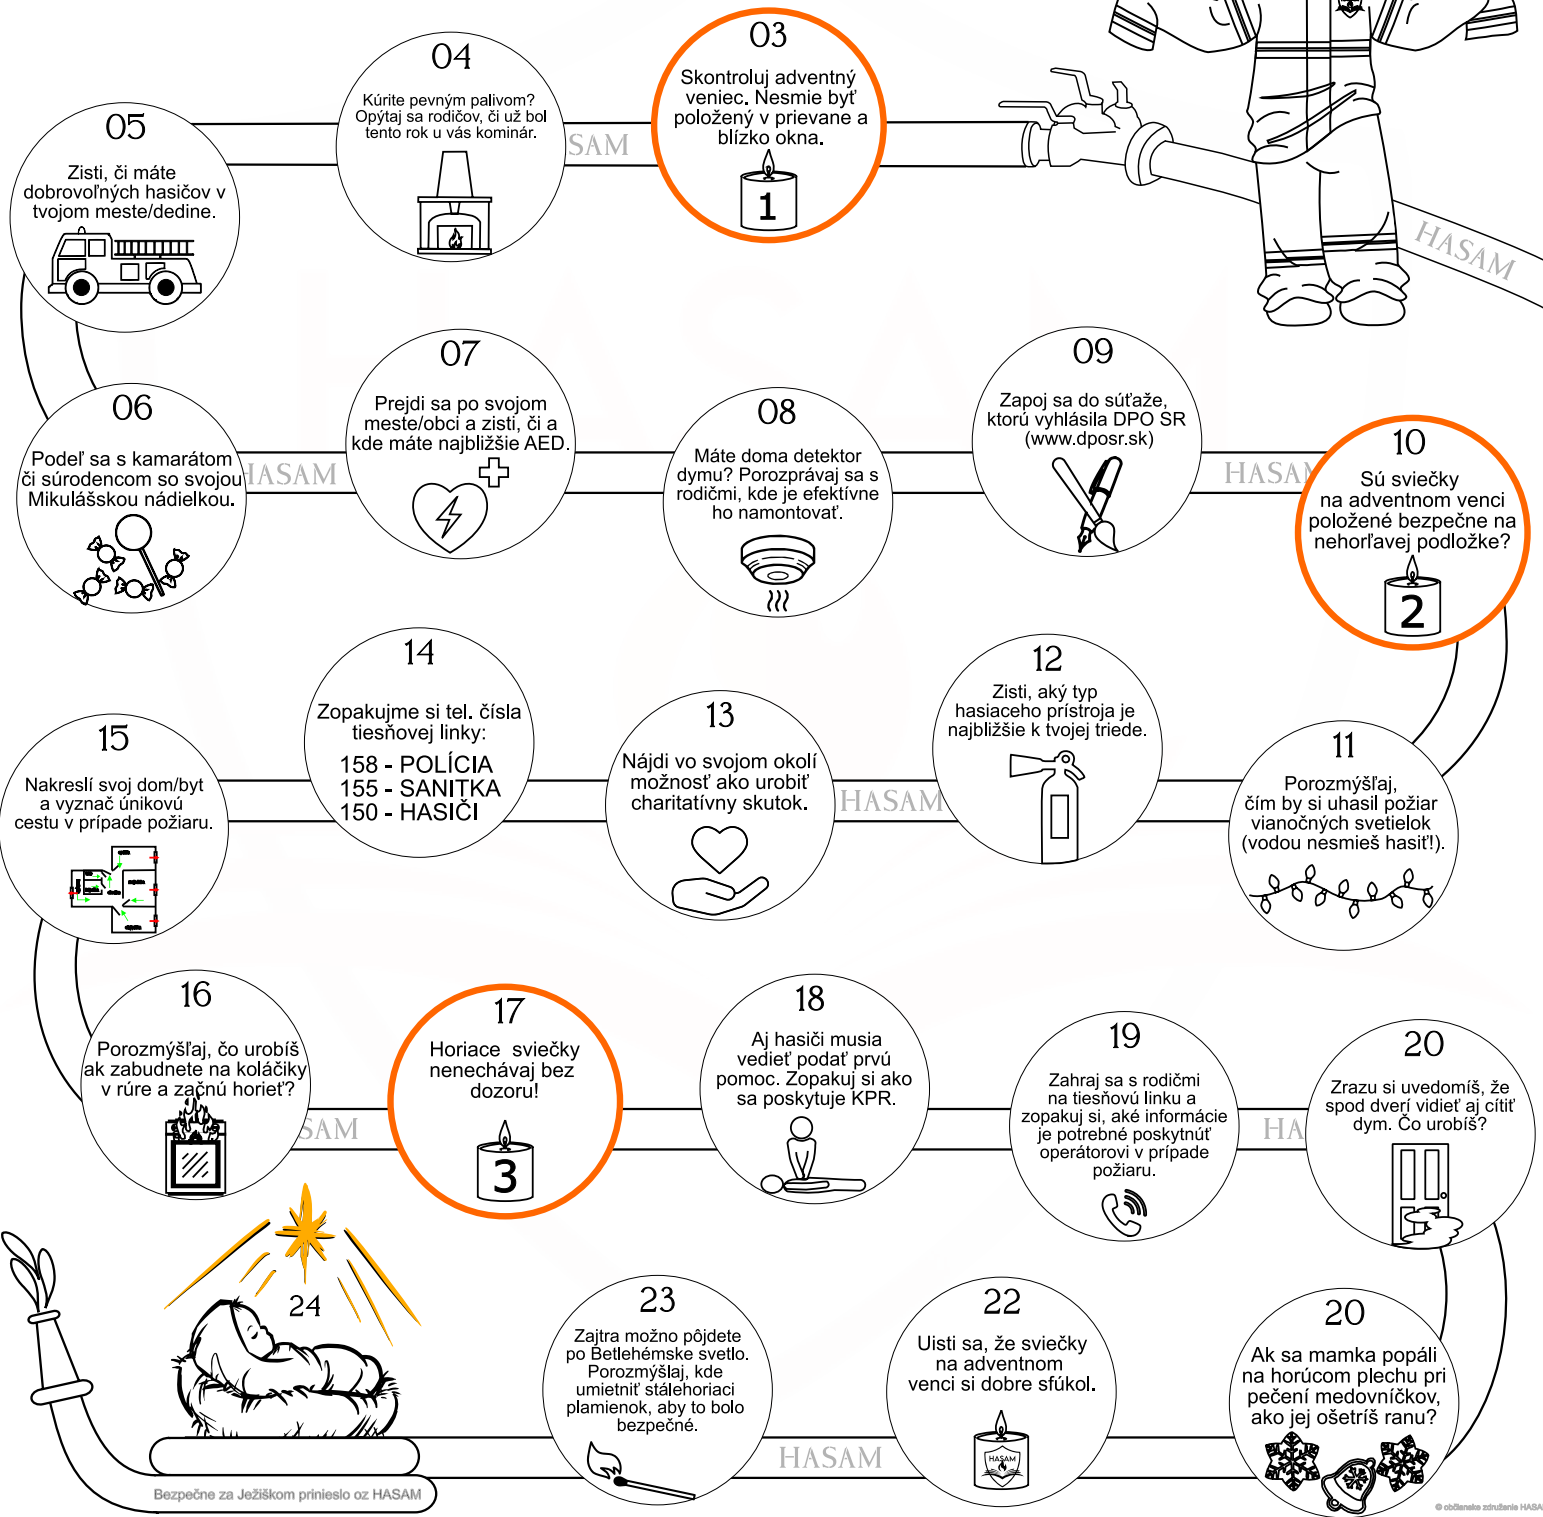 03
Skontroluj adventný
veniec. Nesmie byť
položený v prievane a
blízko okna.
1
04
Kúrite pevným palivom?
Opýtaj sa rodičov, či už bol
tento rok u vás kominár.
SAM
HASAM
05
Zisti, či máte
dobrovoľných hasičov v
tvojom meste/dedine.
06
Podeľ sa s kamarátom
či súrodencom so svojou
Mikulášskou nádielkou.
HASAM
07
Prejdi sa po svojom
meste/obci a zisti, či a
kde máte najbližšie AED.
08
Máte doma detektor
dymu? Porozprávaj sa s
rodičmi, kde je efektívne
ho namontovať.
09
Zapoj sa do súťaže,
ktorú vyhlásila DPO SR
(www.dposr.sk)
HASAM
10
Sú sviečky
na adventnom venci
položené bezpečne na
nehorľavej podložke?
2
11
Porozmýšľaj,
čím by si uhasil požiar
vianočných svetielok
(vodou nesmieš hasiť!).
12
Zisti, aký typ
hasiaceho prístroja je
najbližšie k tvojej triede.
HASAM
13
Nájdi vo svojom okolí
možnosť ako urobiť
charitatívny skutok.
14
Zopakujme si tel. čísla
tiesňovej linky:
158 - POLÍCIA
155 - SANITKA
150 - HASIČI
15
Nakreslí svoj dom/byt
a vyznač únikovú
cestu v prípade požiaru.
16
Porozmýšľaj, čo urobíš
ak zabudnete na koláčiky
v rúre a začnú horieť?
SAM
17
Horiace sviečky
nenechávaj bez
dozoru!
3
18
Aj hasiči musia
vedieť podať prvú
pomoc. Zopakuj si ako
sa poskytuje KPR.
19
Zahraj sa s rodičmi
na tiesňovú linku a
zopakuj si, aké informácie
je potrebné poskytnúť
operátorovi v prípade
požiaru.
HA
20
Zrazu si uvedomíš, že
spod dverí vidieť aj cítiť
dym. Čo urobíš?
20
Ak sa mamka popáli
na horúcom plechu pri
pečení medovníčkov,
ako jej ošetríš ranu?
22
Uisti sa, že sviečky
na adventnom
venci si dobre sfúkol.
HASAM
HASAM
23
Zajtra možno pôjdete
po Betlehémske svetlo.
Porozmýšlaj, kde
umietniť stálehoriaci
plamienok, aby to bolo
bezpečné.
24
Bezpečne za Ježiškom prinieslo oz HASAM
© občianske združenie HASAM